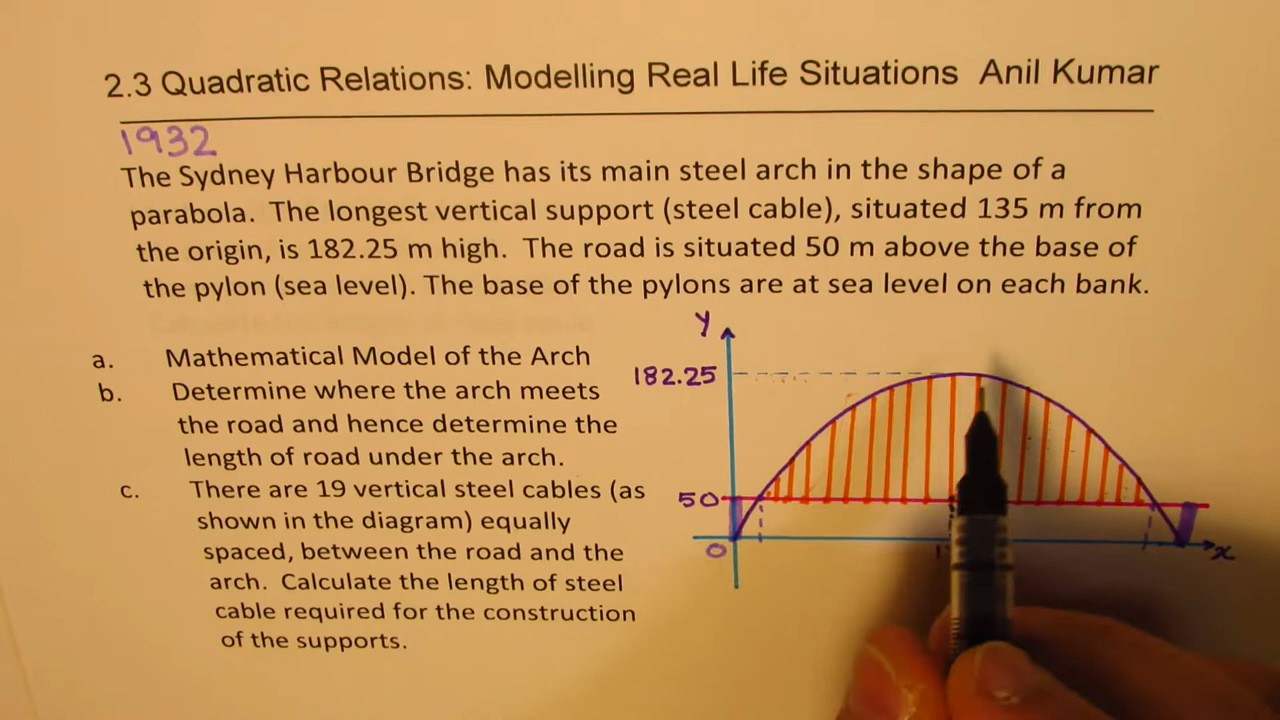 2.3 Quadratic Relations: Modelling Real Life Situations Anil Kumar
1932
The Sydney Harbour Bridge has its main steel arch in the shape of a
parabola. The longest vertical support (steel cable), situated 135 m from
the origin, is 182.25 m high. The road is situated 50 m above the base of
the pylon (sea level). The base of the pylons are at sea level on each bank.
a. Mathematical Model of the Arch
b. Determine where the arch meets
the road and hence determine the
length of road under the arch.
c. There are 19 vertical steel cables (as
shown in the diagram) equally
spaced, between the road and the
arch. Calculate the length of steel
cable required for the construction
of the supports.
y
182.25
50
0
x